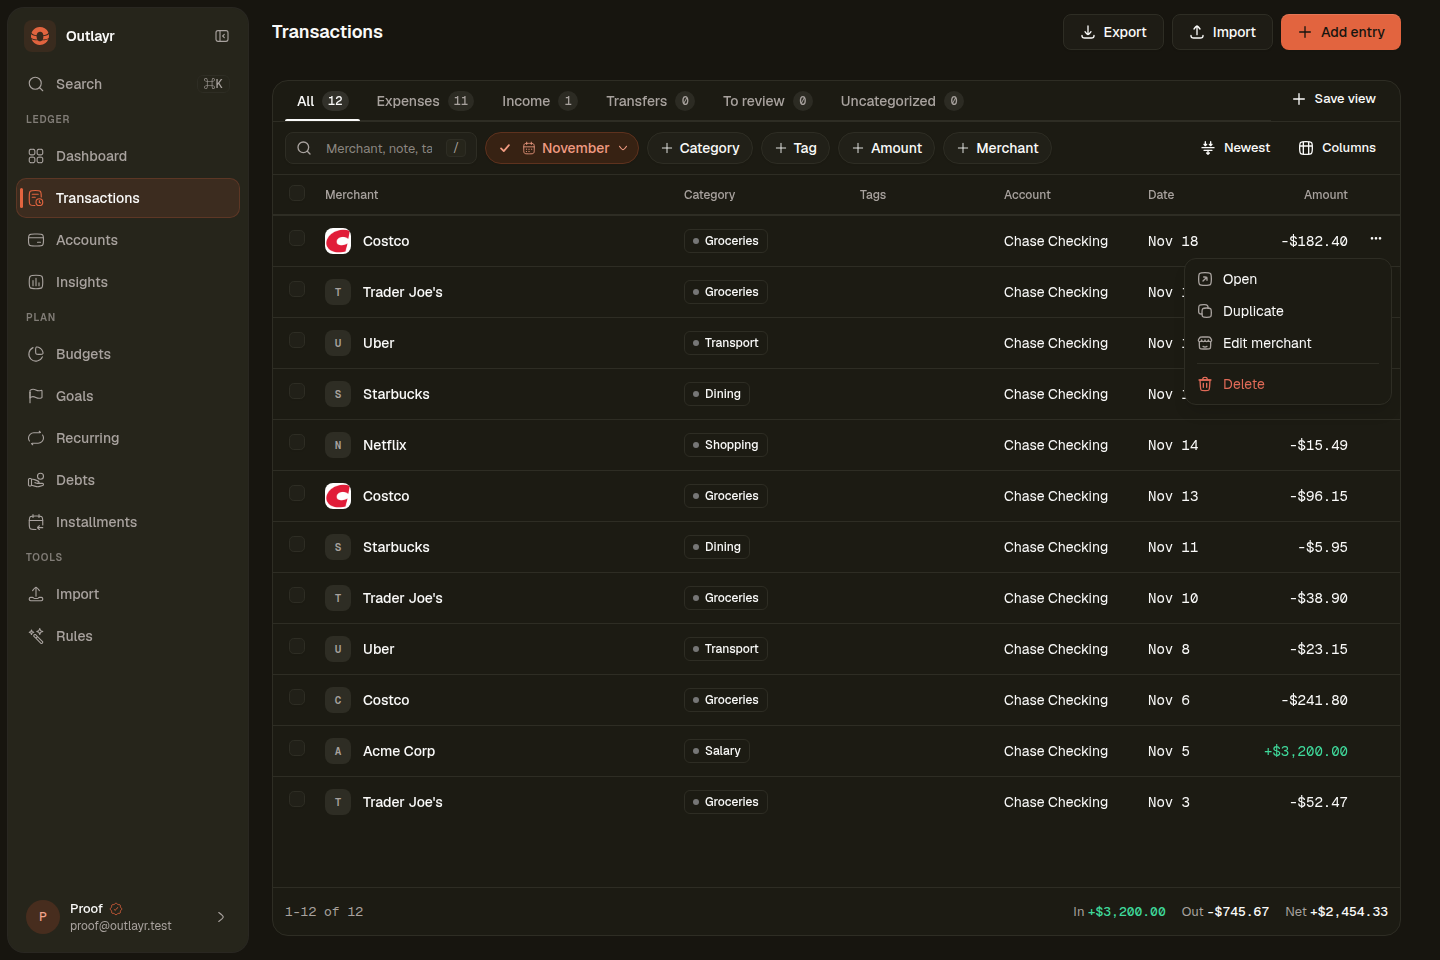 Outlayr
Search ⌘K
LEDGER
Dashboard
Transactions
Accounts
Insights
PLAN
Budgets
Goals
Recurring
Debts
Installments
TOOLS
Import
Rules
P Proof
proof@outlayr.test
Transactions
Export Import Add entry
All 12 Expenses 11 Income 1 Transfers 0 To review 0 Uncategorized 0 Save view
Merchant, note, ta / November Category Tag Amount Merchant Newest Columns
Merchant Category Tags Account Date Amount
Costco Groceries Chase Checking Nov 18 -$182.40
T Trader Joe's Groceries Chase Checking Nov
U Uber Transport Chase Checking Nov
S Starbucks Dining Chase Checking Nov
N Netflix Shopping Chase Checking Nov 14 -$15.49
Costco Groceries Chase Checking Nov 13 -$96.15
S Starbucks Dining Chase Checking Nov 11 -$5.95
T Trader Joe's Groceries Chase Checking Nov 10 -$38.90
U Uber Transport Chase Checking Nov 8 -$23.15
C Costco Groceries Chase Checking Nov 6 -$241.80
A Acme Corp Salary Chase Checking Nov 5 +$3,200.00
T Trader Joe's Groceries Chase Checking Nov 3 -$52.47
Open
Duplicate
Edit merchant
Delete
1-12 of 12 In +$3,200.00 Out -$745.67 Net +$2,454.33